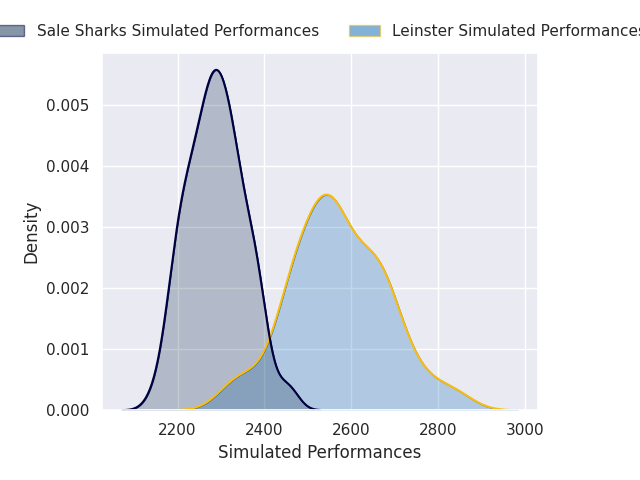 Sale Sharks Simulated Performances
Leinster Simulated Performances
0.005
0.004
0.003
0.002
0.001
0.000
Density
2200 2400 2600 2800 3000
Simulated Performances